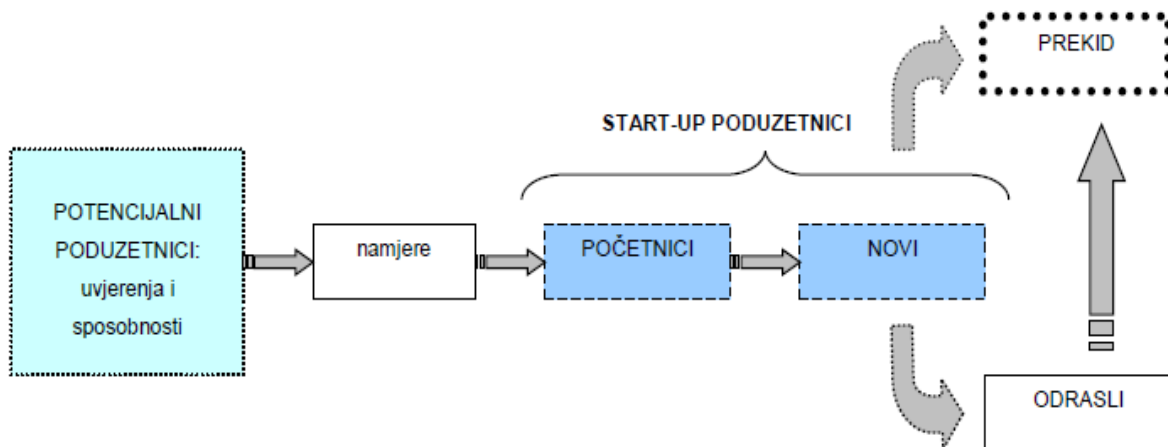 PREKID
START-UP PODUZETNICI
POTENCIJALNI
PODUZETNICI:
uvjerenja i
sposobnosti
namjere
POČETNICI
NOVI
ODRASLI